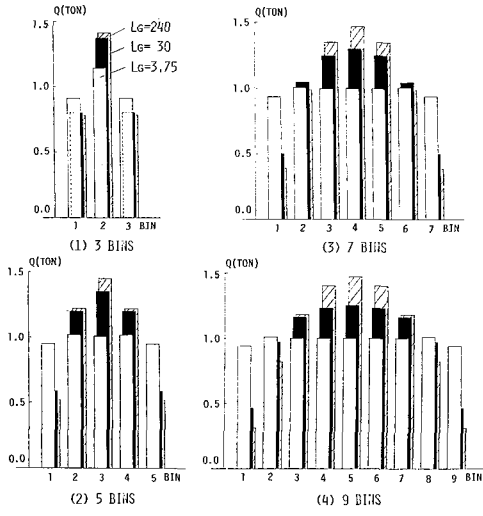 Q(TON)
1.5
1.0
0.5
0.0
LG=240
LG= 30
LG=3.75
1 2 3 BIN
(1) 3 BINS
Q(TON)
1.5
1.0
0.5
0.0
1 2 3 4 5 6 7 BIN
(3) 7 BINS
Q(TON)
1.5
1.0
0.5
0.0
1 2 3 4 5 BIN
(2) 5 BINS
Q(TON)
1.5
1.0
0.5
0.0
1 2 3 4 5 6 7 8 9 BIN
(4) 9 BINS